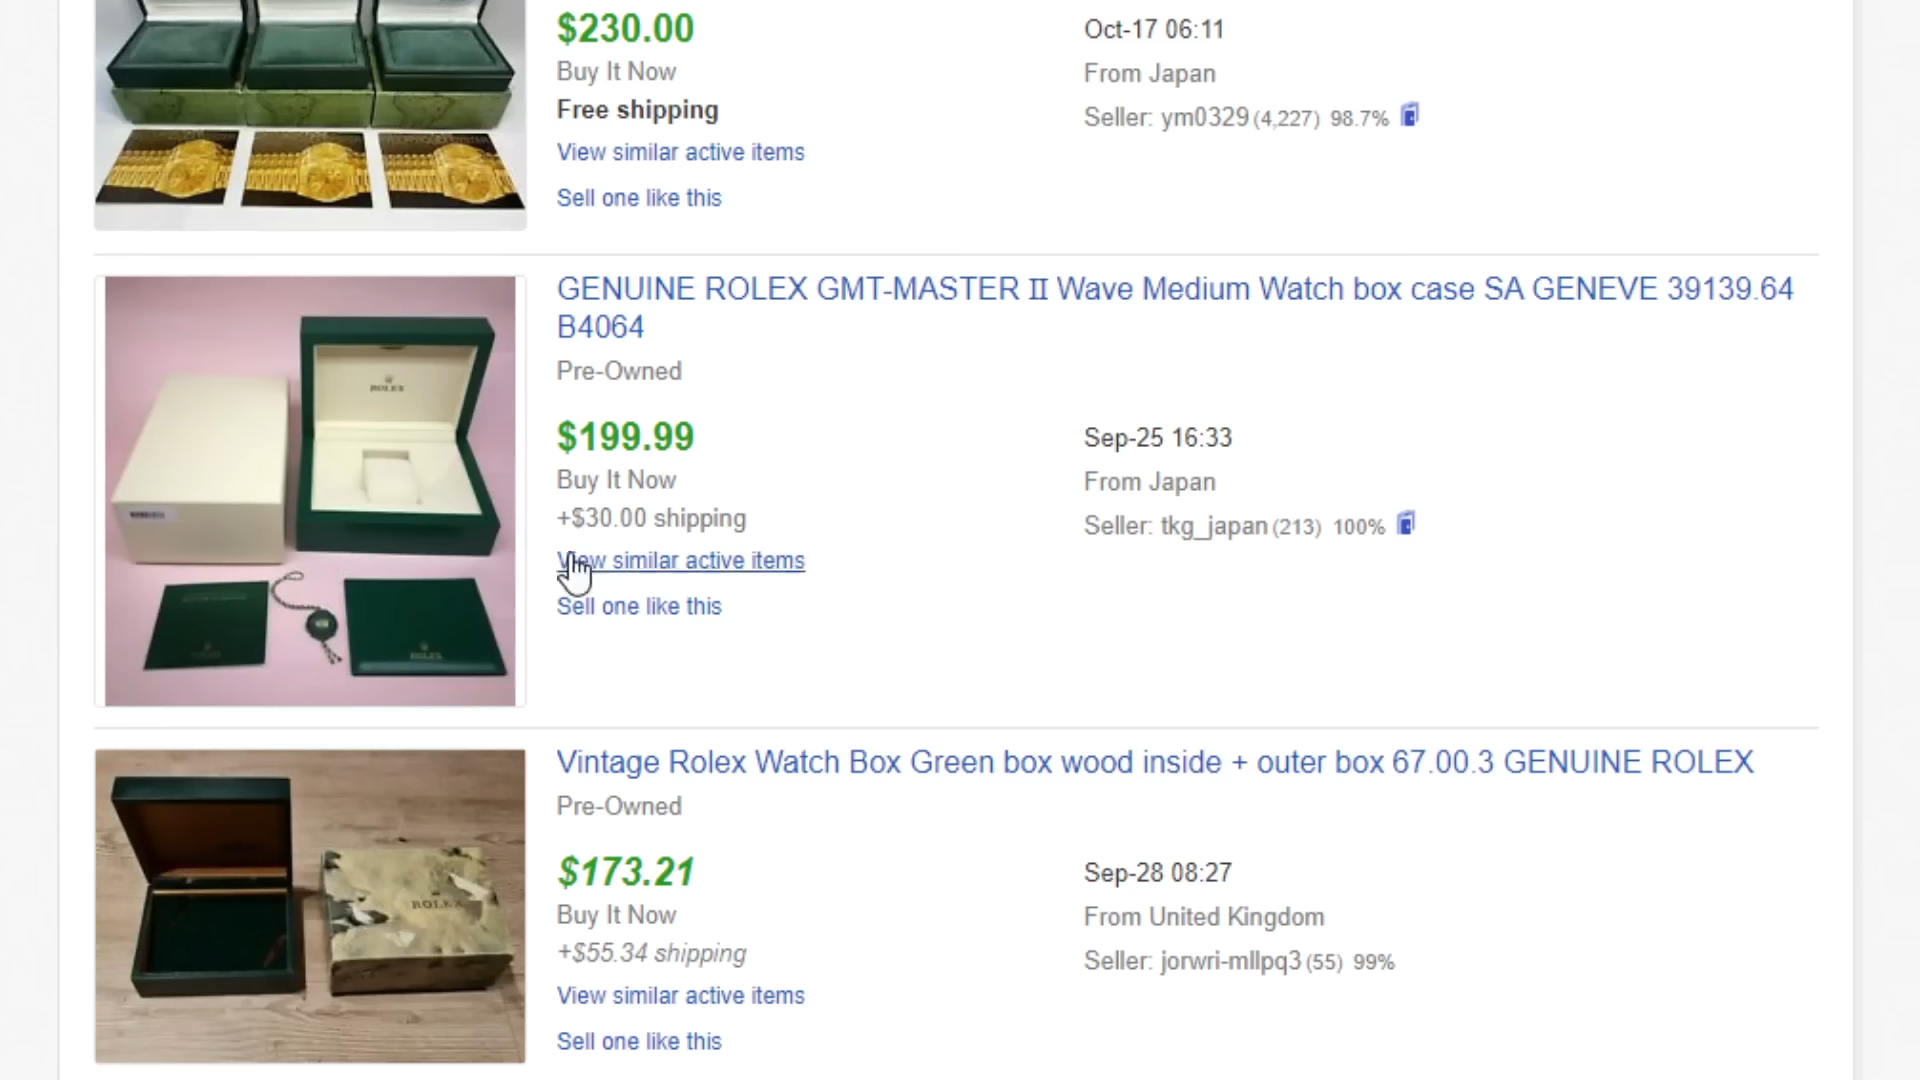 $230.00
Oct-17 06:11
Buy It Now
From Japan
Free shipping
Seller: ym0329 (4,227) 98.7%
View similar active items
Sell one like this
GENUINE ROLEX GMT-MASTER II Wave Medium Watch box case SA GENEVE 39139.64
B4064
Pre-Owned
$199.99
Sep-25 16:33
Buy It Now
From Japan
+$30.00 shipping
Seller: tkg_japan (213) 100%
View similar active items
Sell one like this
ROLEX
ROLEX
ROLEX
Vintage Rolex Watch Box Green box wood inside + outer box 67.00.3 GENUINE ROLEX
Pre-Owned
$173.21
Sep-28 08:27
Buy It Now
From United Kingdom
+$55.34 shipping
Seller: jorwri-mllpq3 (55) 99%
View similar active items
Sell one like this
ROLEX